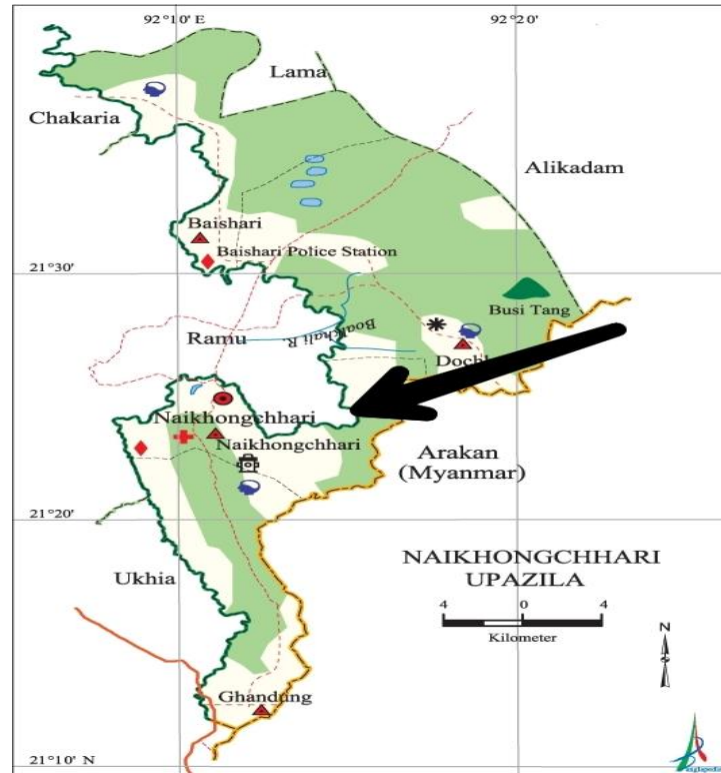 92°10' E
92°20'
Lama
Chakaria
Alikadam
Baishari
Baishari Police Station
21°30'
Busi Tang
Ramu
Boalkhali R.
Naikhongchhari
Naikhongchhari
Arakan
(Myanmar)
21°20'
NAIKHONGCHHARI
UPAZILA
Ukhia
4 0 4
Kilometer
N
Ghandung
21°10' N